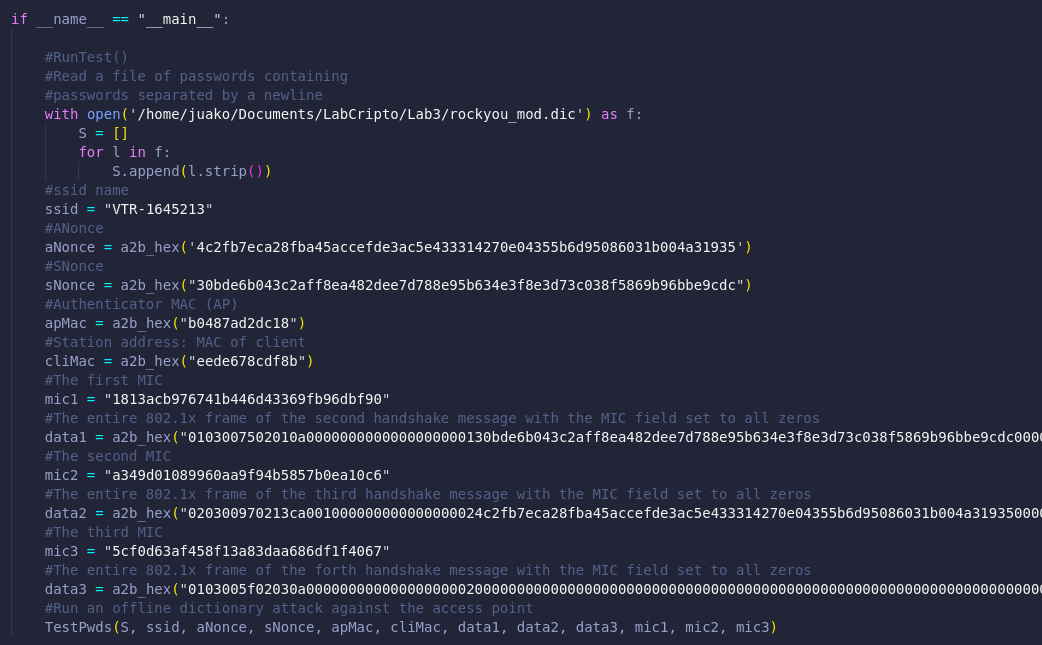 if __name__ == "__main__":
#RunTest()
#Read a file of passwords containing
#passwords separated by a newline
with open('/home/juako/Documents/LabCripto/Lab3/rockyou_mod.dic') as f:
S = []
for l in f:
S.append(l.strip())
#ssid name
ssid = "VTR-1645213"
#ANonce
aNonce = a2b_hex('4c2fb7eca28fba45accefde3ac5e433314270e04355b6d95086031b004a31935')
#SNonce
sNonce = a2b_hex("30bde6b043c2aff8ea482dee7d788e95b634e3f8e3d73c038f5869b96bbe9cdc")
#Authenticator MAC (AP)
apMac = a2b_hex("b0487ad2dc18")
#Station address: MAC of client
cliMac = a2b_hex("eede678cdf8b")
#The first MIC
mic1 = "1813acb976741b446d43369fb96dbf90"
#The entire 802.1x frame of the second handshake message with the MIC field set to all zeros
data1 = a2b_hex("0103007502010a0000000000000000000130bde6b043c2aff8ea482dee7d788e95b634e3f8e3d73c038f5869b96bbe9cdc000
#The second MIC
mic2 = "a349d01089960aa9f94b5857b0ea10c6"
#The entire 802.1x frame of the third handshake message with the MIC field set to all zeros
data2 = a2b_hex("020300970213ca001000000000000000024c2fb7eca28fba45accefde3ac5e433314270e04355b6d95086031b004a31935000
#The third MIC
mic3 = "5cf0d63af458f13a83daa686df1f4067"
#The entire 802.1x frame of the forth handshake message with the MIC field set to all zeros
data3 = a2b_hex("0103005f02030a0000000000000000000200000000000000000000000000000000000000000000000000000000000000000000
#Run an offline dictionary attack against the access point
TestPwds(S, ssid, aNonce, sNonce, apMac, cliMac, data1, data2, data3, mic1, mic2, mic3)